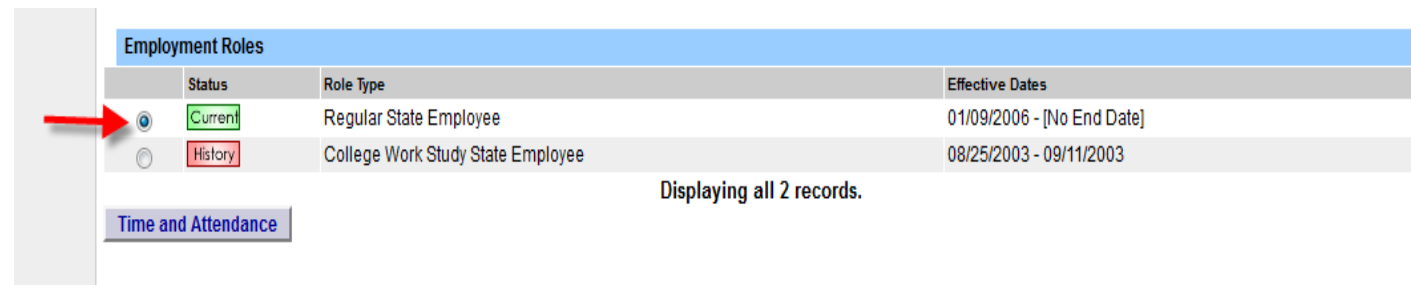 Employment Roles
Status Role Type Effective Dates
Current Regular State Employee 01/09/2006 - [No End Date]
History College Work Study State Employee 08/25/2003 - 09/11/2003
Displaying all 2 records.
Time and Attendance